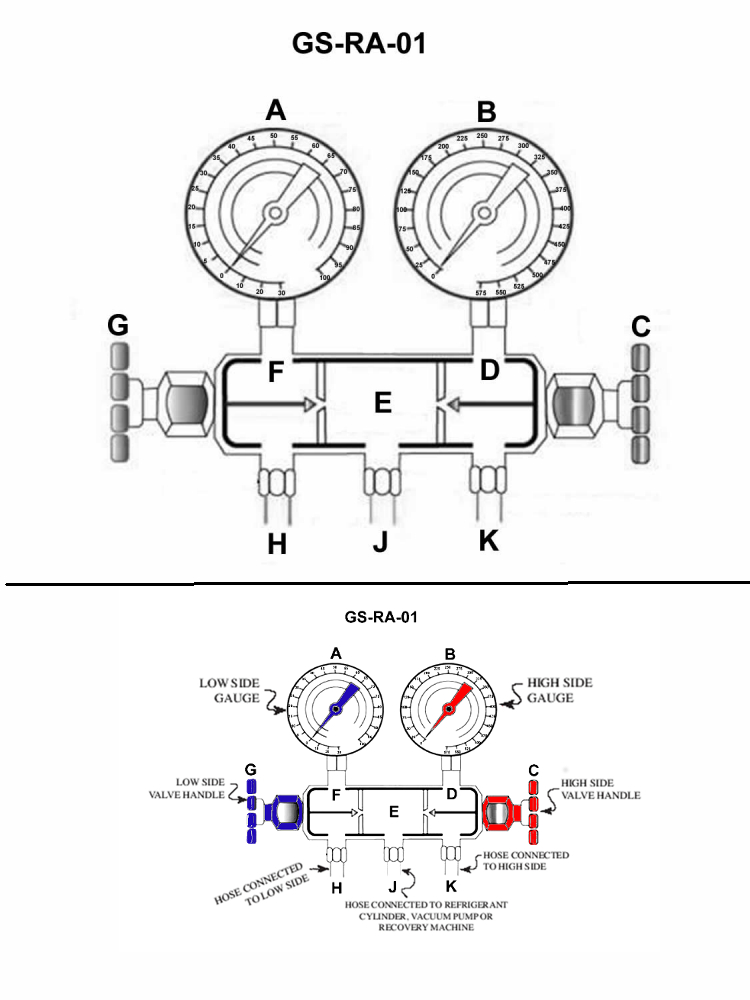 GS-RA-01
A
B
50
45 55
40 60
35 65
30 70
25 75
20 80
15 85
10 90
5 95
0 100
10 20 30
250
225 275
200 300
175 325
150 350
125 375
100 400
75 425
50 450
25 475
0 500
575 550 525
G
C
F
D
E
H
J
K
GS-RA-01
A
B
LOW SIDE
GAUGE
HIGH SIDE
GAUGE
G
C
LOW SIDE
VALVE HANDLE
HIGH SIDE
VALVE HANDLE
F
D
E
HOSE CONNECTED
TO LOW SIDE
HOSE CONNECTED
TO HIGH SIDE
H
J
K
HOSE CONNECTED TO REFRIGERANT
CYLINDER, VACUUM PUMP OR
RECOVERY MACHINE